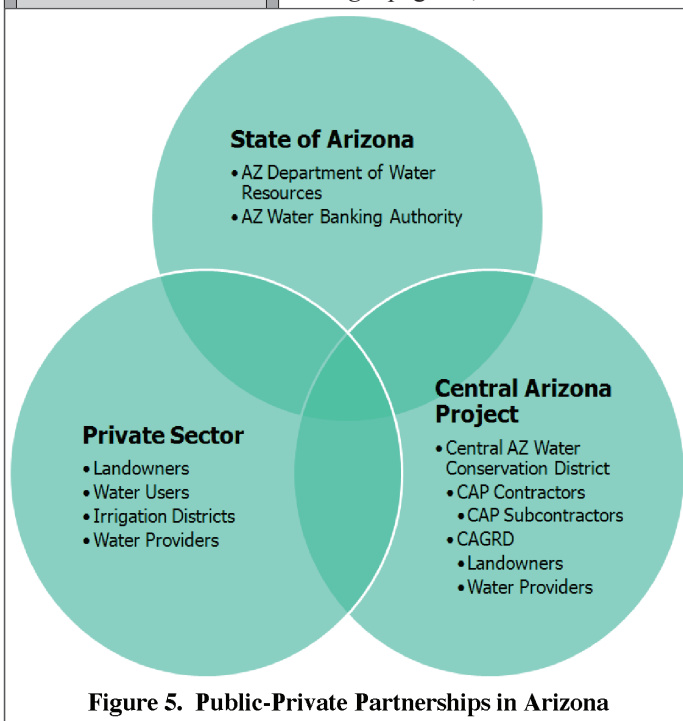 State of Arizona
• AZ Department of Water
Resources
• AZ Water Banking Authority
Private Sector
• Landowners
• Water Users
• Irrigation Districts
• Water Providers
Central Arizona
Project
• Central AZ Water
Conservation District
• CAP Contractors
• CAP Subcontractors
• CAGRD
• Landowners
• Water Providers
Figure 5. Public-Private Partnerships in Arizona